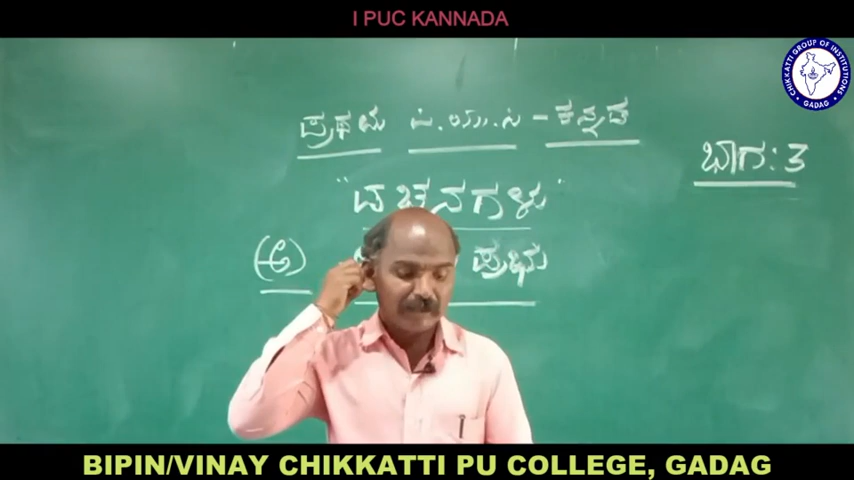 I PUC KANNADA
CHIKKATTI GROUP OF INSTITUTIONS
GADAG
ಪ್ರಥಮ ಪಿ.ಯು.ಸಿ - ಕನ್ನಡ
ಭಾಗ: 3
"ವಚನಗಳು"
(ಅ) ಪ್ರಭು
BIPIN/VINAY CHIKKATTI PU COLLEGE, GADAG